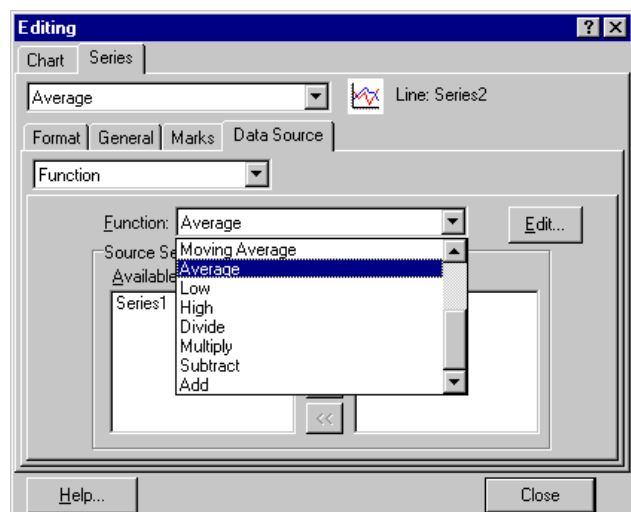 Editing
Chart Series
Average Line: Series2
Format General Marks Data Source
Function
Function: Average Edit...
Source Se
Moving Average
Available
Average
Series1
Low
High
Divide
Multiply
Subtract
Add
<<
Help... Close